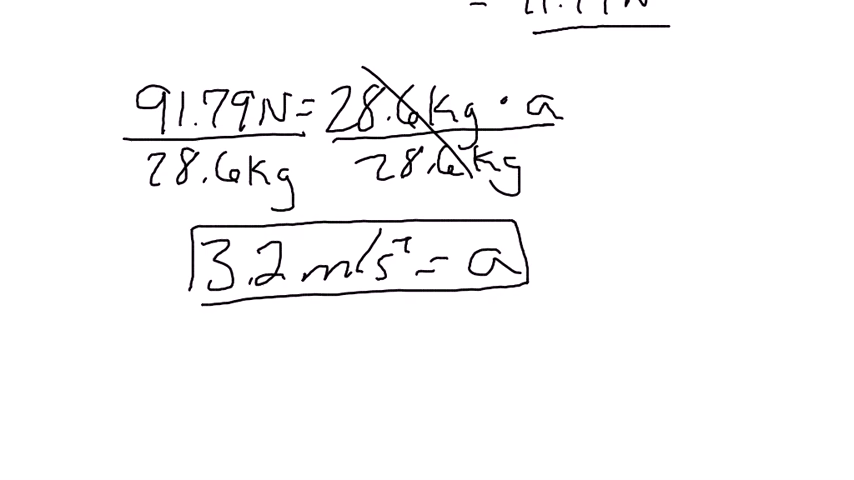 91.79N = 28.6kg · a
28.6kg 28.6kg
3.2 m/s² = a